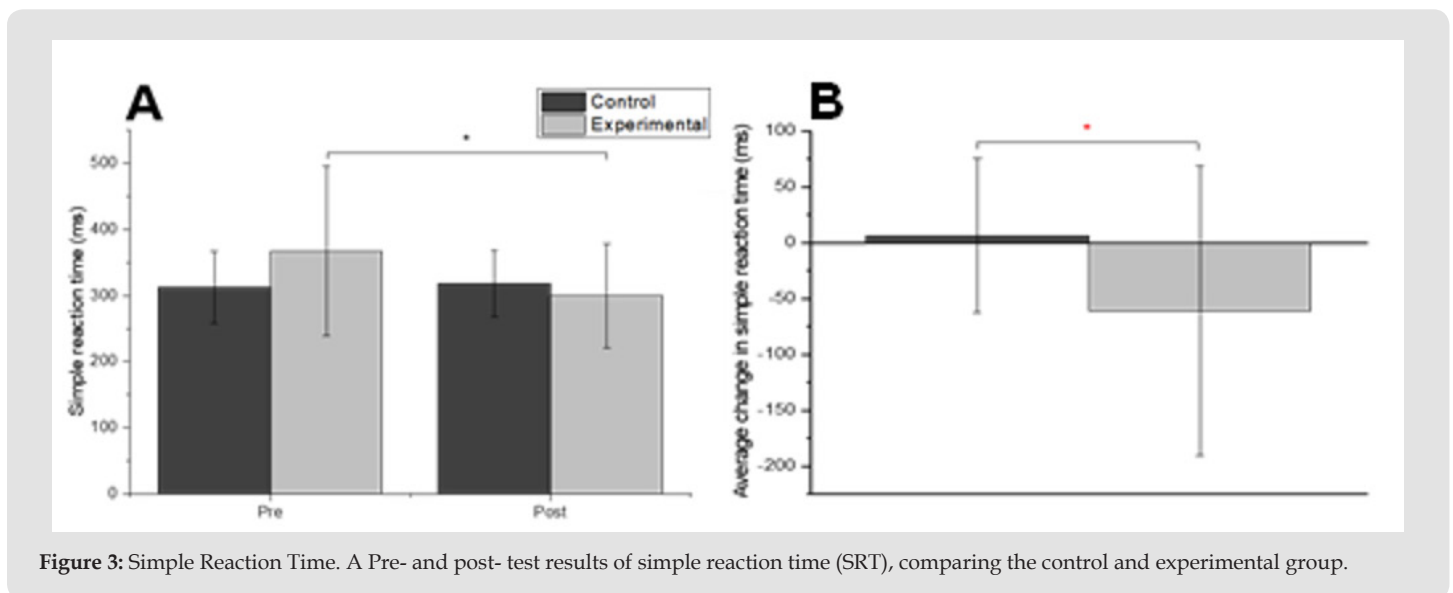 A
Control
Experimental
*
Simple reaction time (ms)
500
400
300
200
100
0
Pre
Post
B
*
Average change in simple reaction time (ms)
100
50
0
-50
-100
-150
-200
Figure 3: Simple Reaction Time. A Pre- and post- test results of simple reaction time (SRT), comparing the control and experimental group.